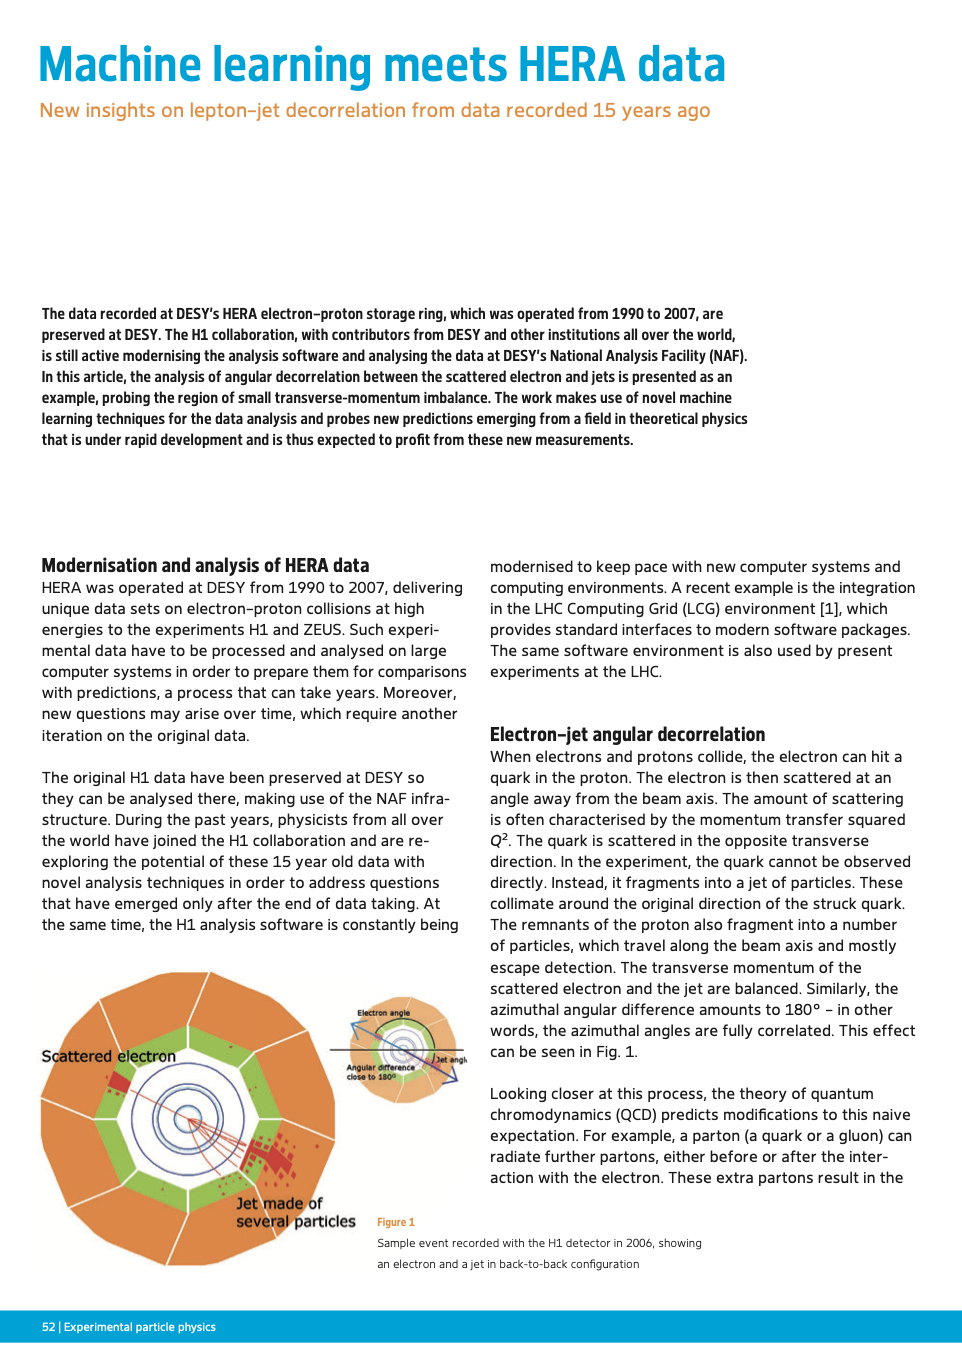 Machine learning meets HERA data
New insights on lepton–jet decorrelation from data recorded 15 years ago
The data recorded at DESY's HERA electron–proton storage ring, which was operated from 1990 to 2007, are
preserved at DESY. The H1 collaboration, with contributors from DESY and other institutions all over the world,
is still active modernising the analysis software and analysing the data at DESY's National Analysis Facility (NAF).
In this article, the analysis of angular decorrelation between the scattered electron and jets is presented as an
example, probing the region of small transverse-momentum imbalance. The work makes use of novel machine
learning techniques for the data analysis and probes new predictions emerging from a field in theoretical physics
that is under rapid development and is thus expected to profit from these new measurements.
Modernisation and analysis of HERA data
HERA was operated at DESY from 1990 to 2007, delivering
unique data sets on electron–proton collisions at high
energies to the experiments H1 and ZEUS. Such experi-
mental data have to be processed and analysed on large
computer systems in order to prepare them for comparisons
with predictions, a process that can take years. Moreover,
new questions may arise over time, which require another
iteration on the original data.
The original H1 data have been preserved at DESY so
they can be analysed there, making use of the NAF infra-
structure. During the past years, physicists from all over
the world have joined the H1 collaboration and are re-
exploring the potential of these 15 year old data with
novel analysis techniques in order to address questions
that have emerged only after the end of data taking. At
the same time, the H1 analysis software is constantly being
modernised to keep pace with new computer systems and
computing environments. A recent example is the integration
in the LHC Computing Grid (LCG) environment [1], which
provides standard interfaces to modern software packages.
The same software environment is also used by present
experiments at the LHC.
Electron–jet angular decorrelation
When electrons and protons collide, the electron can hit a
quark in the proton. The electron is then scattered at an
angle away from the beam axis. The amount of scattering
is often characterised by the momentum transfer squared
Q². The quark is scattered in the opposite transverse
direction. In the experiment, the quark cannot be observed
directly. Instead, it fragments into a jet of particles. These
collimate around the original direction of the struck quark.
The remnants of the proton also fragment into a number
of particles, which travel along the beam axis and mostly
escape detection. The transverse momentum of the
scattered electron and the jet are balanced. Similarly, the
azimuthal angular difference amounts to 180° – in other
words, the azimuthal angles are fully correlated. This effect
can be seen in Fig. 1.
Looking closer at this process, the theory of quantum
chromodynamics (QCD) predicts modifications to this naive
expectation. For example, a parton (a quark or a gluon) can
radiate further partons, either before or after the inter-
action with the electron. These extra partons result in the
Scattered electron
Jet made of
several particles
Electron angle
Jet angl
Angular difference
close to 180º
Figure 1
Sample event recorded with the H1 detector in 2006, showing
an electron and a jet in back-to-back configuration
52 | Experimental particle physics